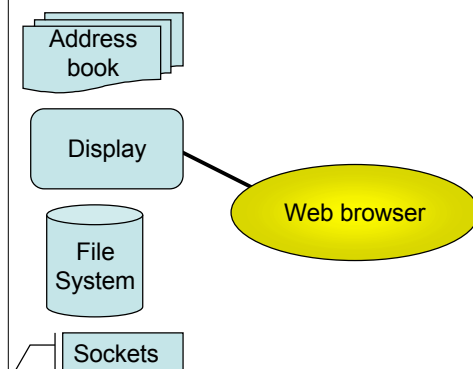 Address
book
Display
Web browser
File
System
Sockets